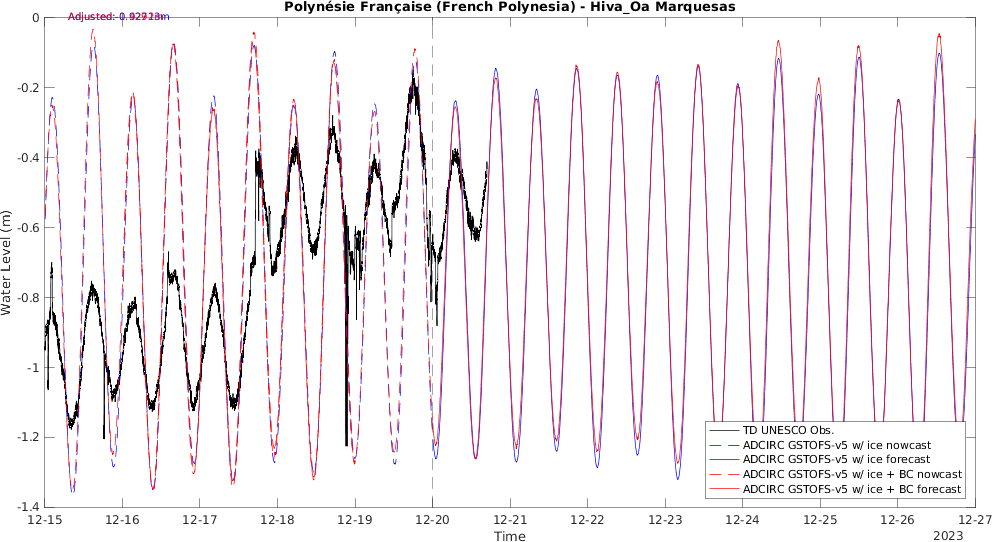 Polynésie Française (French Polynesia) - Hiva_Oa Marquesas
Adjusted:
0
-0.2
-0.4
-0.6
-0.8
-1
-1.2
-1.4
Water Level (m)
12-15 12-16 12-17 12-18 12-19 12-20 12-21 12-22 12-23 12-24 12-25 12-26 12-27
Time
2023
TD UNESCO Obs.
ADCIRC GSTOFS-v5 w/ ice nowcast
ADCIRC GSTOFS-v5 w/ ice forecast
ADCIRC GSTOFS-v5 w/ ice + BC nowcast
ADCIRC GSTOFS-v5 w/ ice + BC forecast